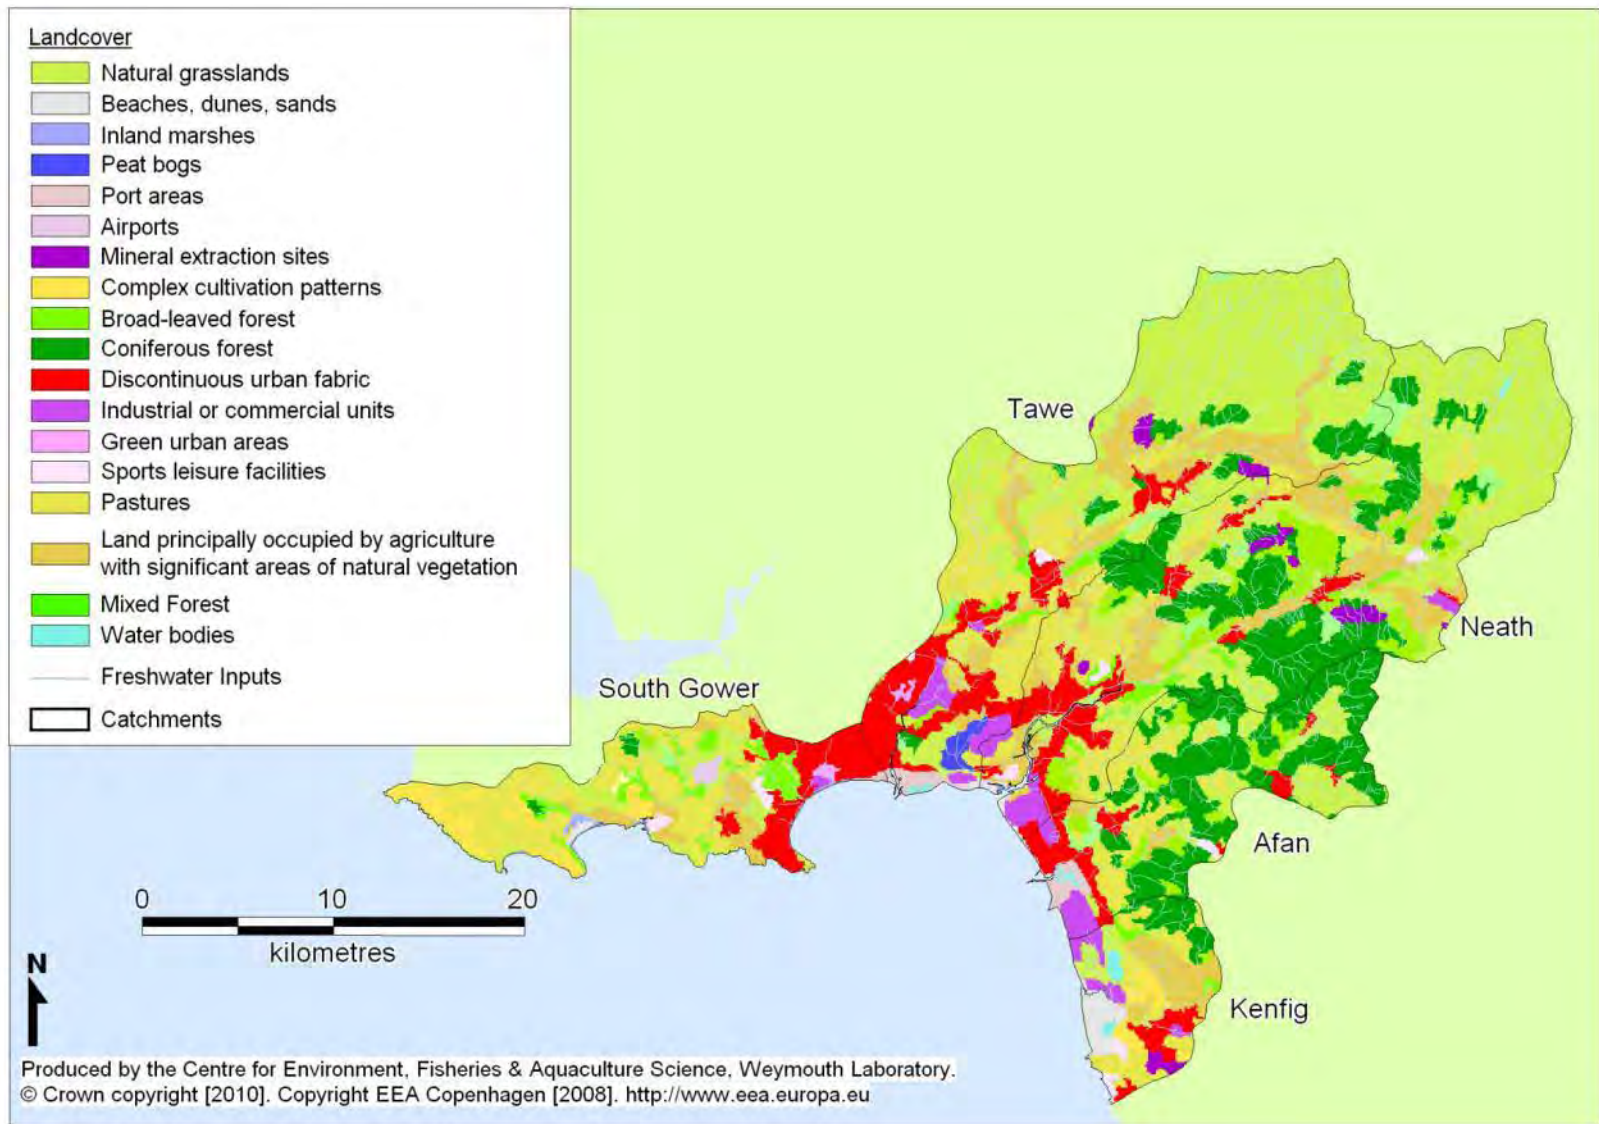 Landcover
Natural grasslands
Beaches, dunes, sands
Inland marshes
Peat bogs
Port areas
Airports
Mineral extraction sites
Complex cultivation patterns
Broad-leaved forest
Coniferous forest
Discontinuous urban fabric
Industrial or commercial units
Green urban areas
Sports leisure facilities
Pastures
Land principally occupied by agriculture
with significant areas of natural vegetation
Mixed Forest
Water bodies
Freshwater Inputs
Catchments
Tawe
Neath
South Gower
Afan
Kenfig
0 10 20
kilometres
N
Produced by the Centre for Environment, Fisheries & Aquaculture Science, Weymouth Laboratory.
© Crown copyright [2010]. Copyright EEA Copenhagen [2008]. http://www.eea.europa.eu